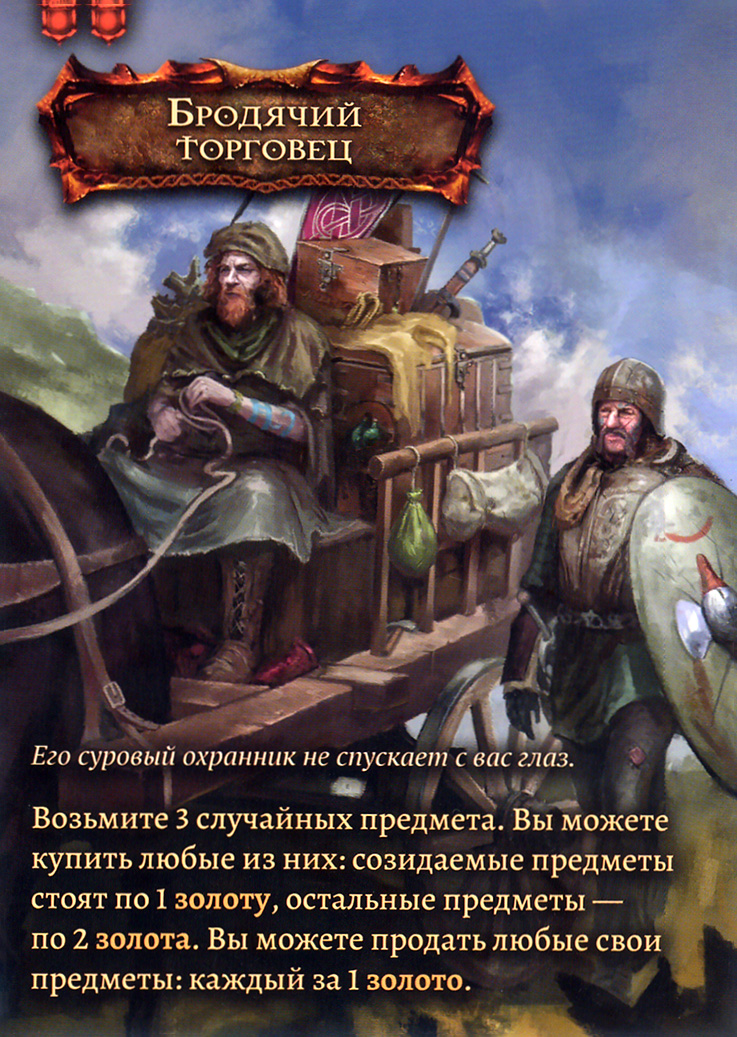 Бродячий
торговец
Его суровый охранник не спускает с вас глаз.
Возьмите 3 случайных предмета. Вы можете
купить любые из них: созидаемые предметы
стоят по 1 золоту, остальные предметы —
по 2 золота. Вы можете продать любые свои
предметы: каждый за 1 золото.